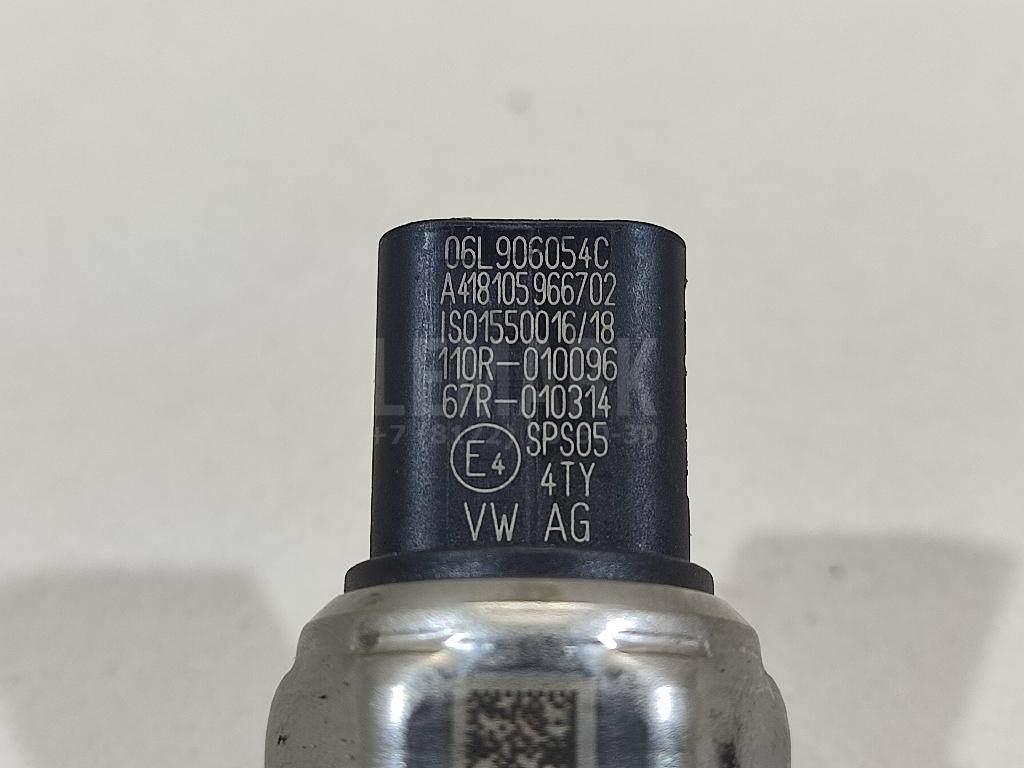 06L906054C
A418105966702
ISO1550016/18
110R-010096
67R-010314
SPS05
E4 4TY
VW AG